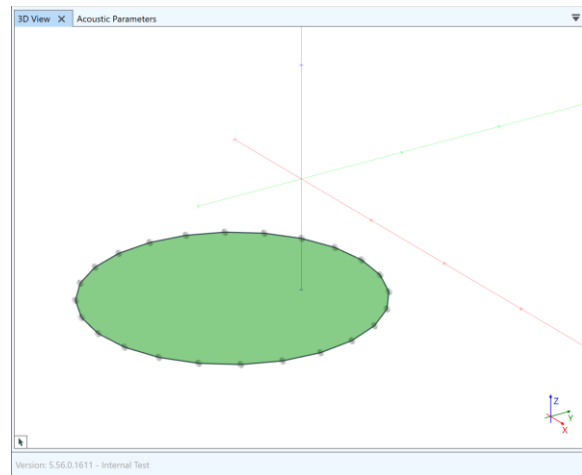 3D View X Acoustic Parameters
Z
Y
X
Version: 5.56.0.1611 - Internal Test